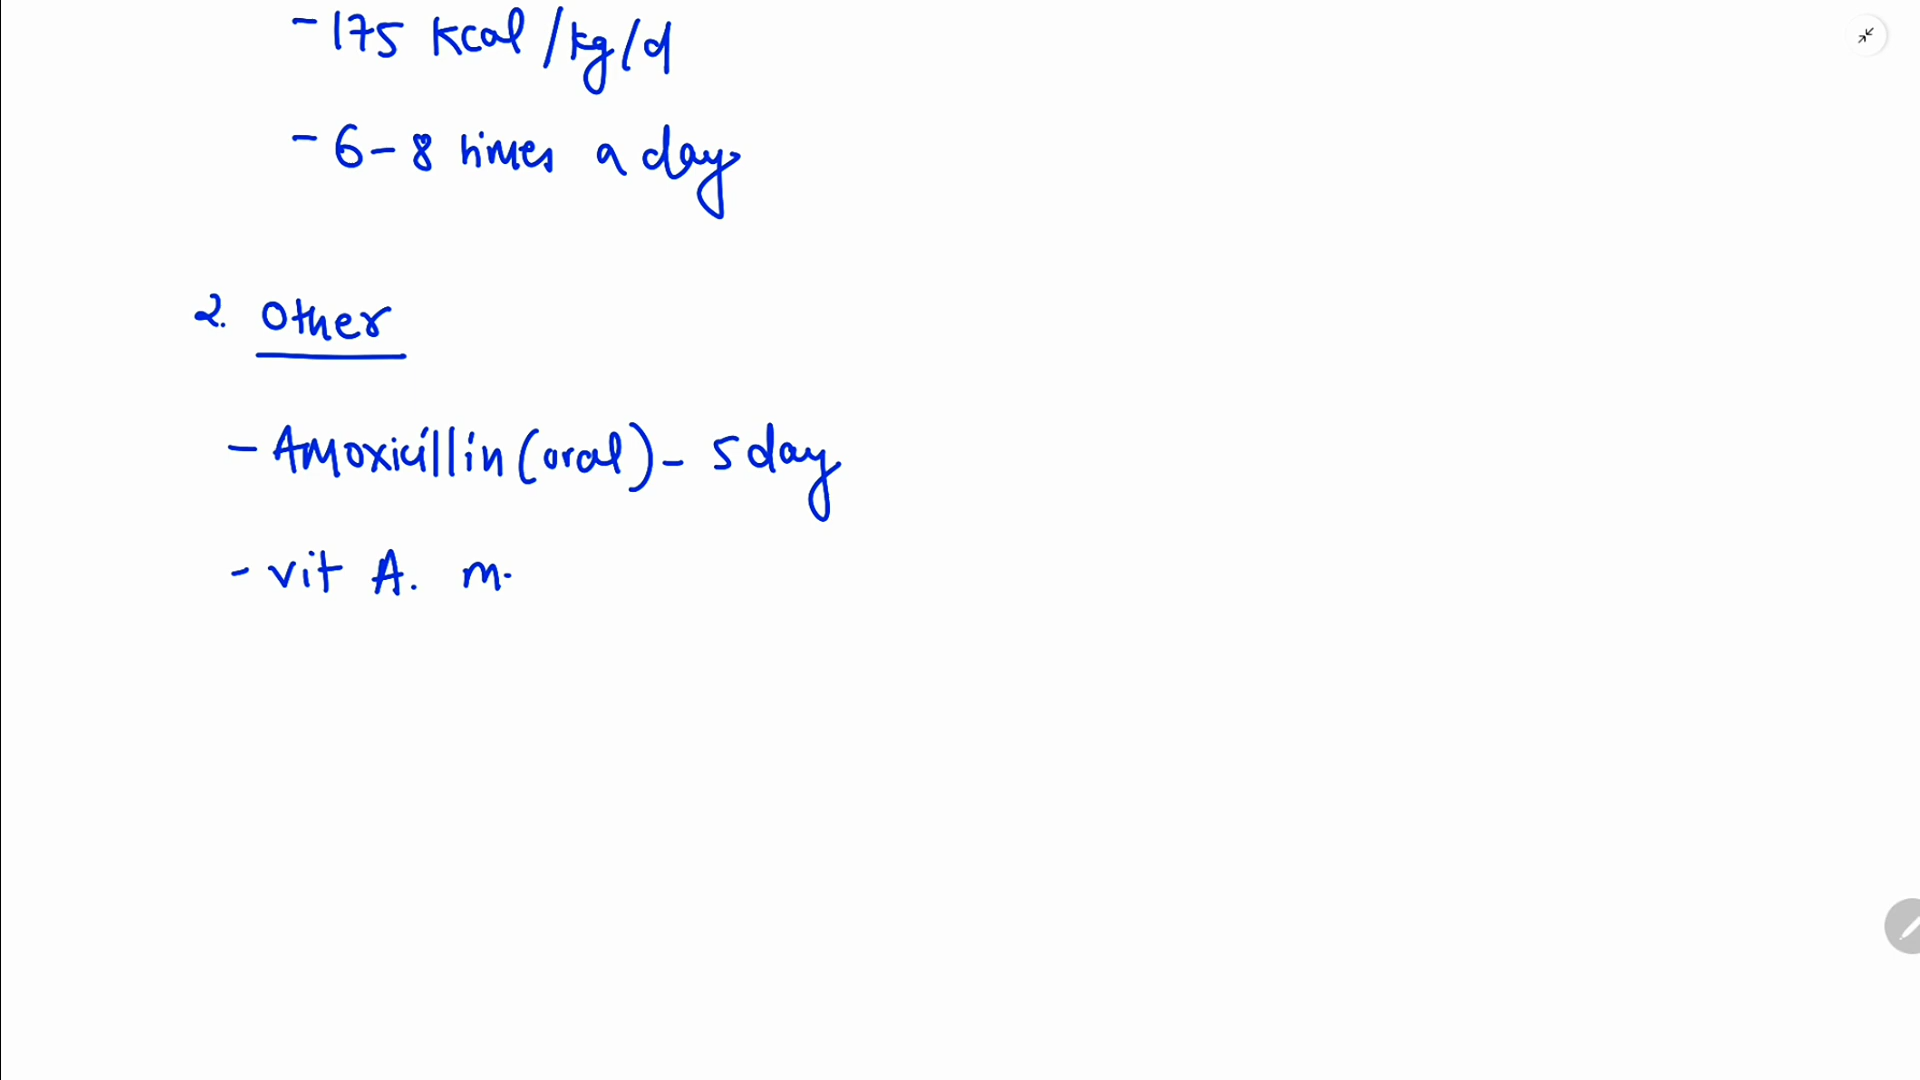 - 175 kcal/kg/d
- 6-8 times a day
2. Other
- Amoxicillin (oral) - 5 day
- vit A. m.